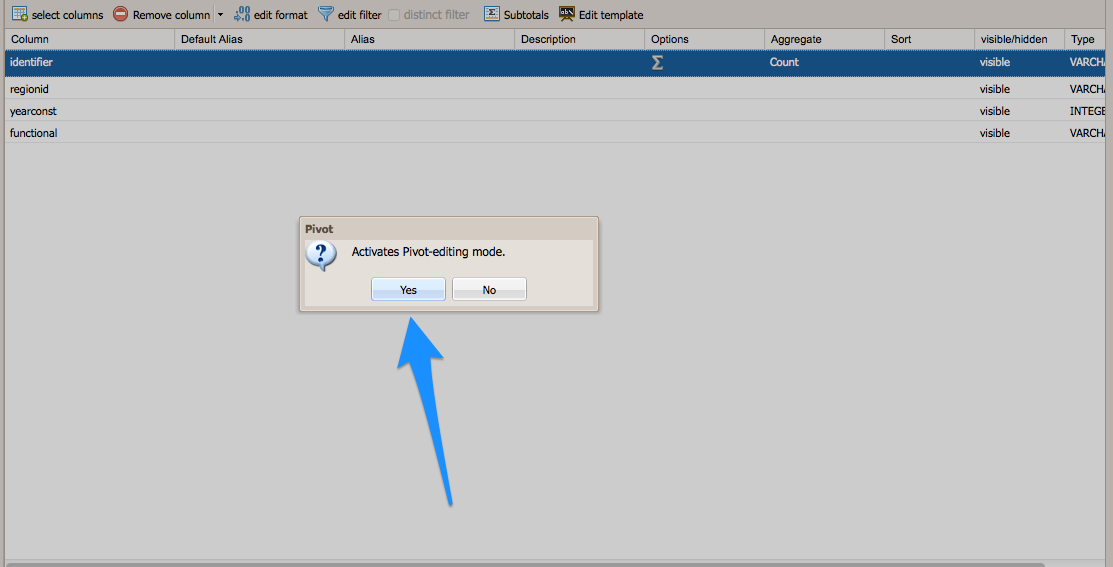 select columns Remove column edit format edit filter distinct filter Subtotals Edit template
Column Default Alias Alias Description Options Aggregate Sort visible/hidden Type
identifier Σ Count visible VARCHA
regionid visible VARCHA
yearconst visible INTEGE
functional visible VARCHA
Pivot
Activates Pivot-editing mode.
Yes No